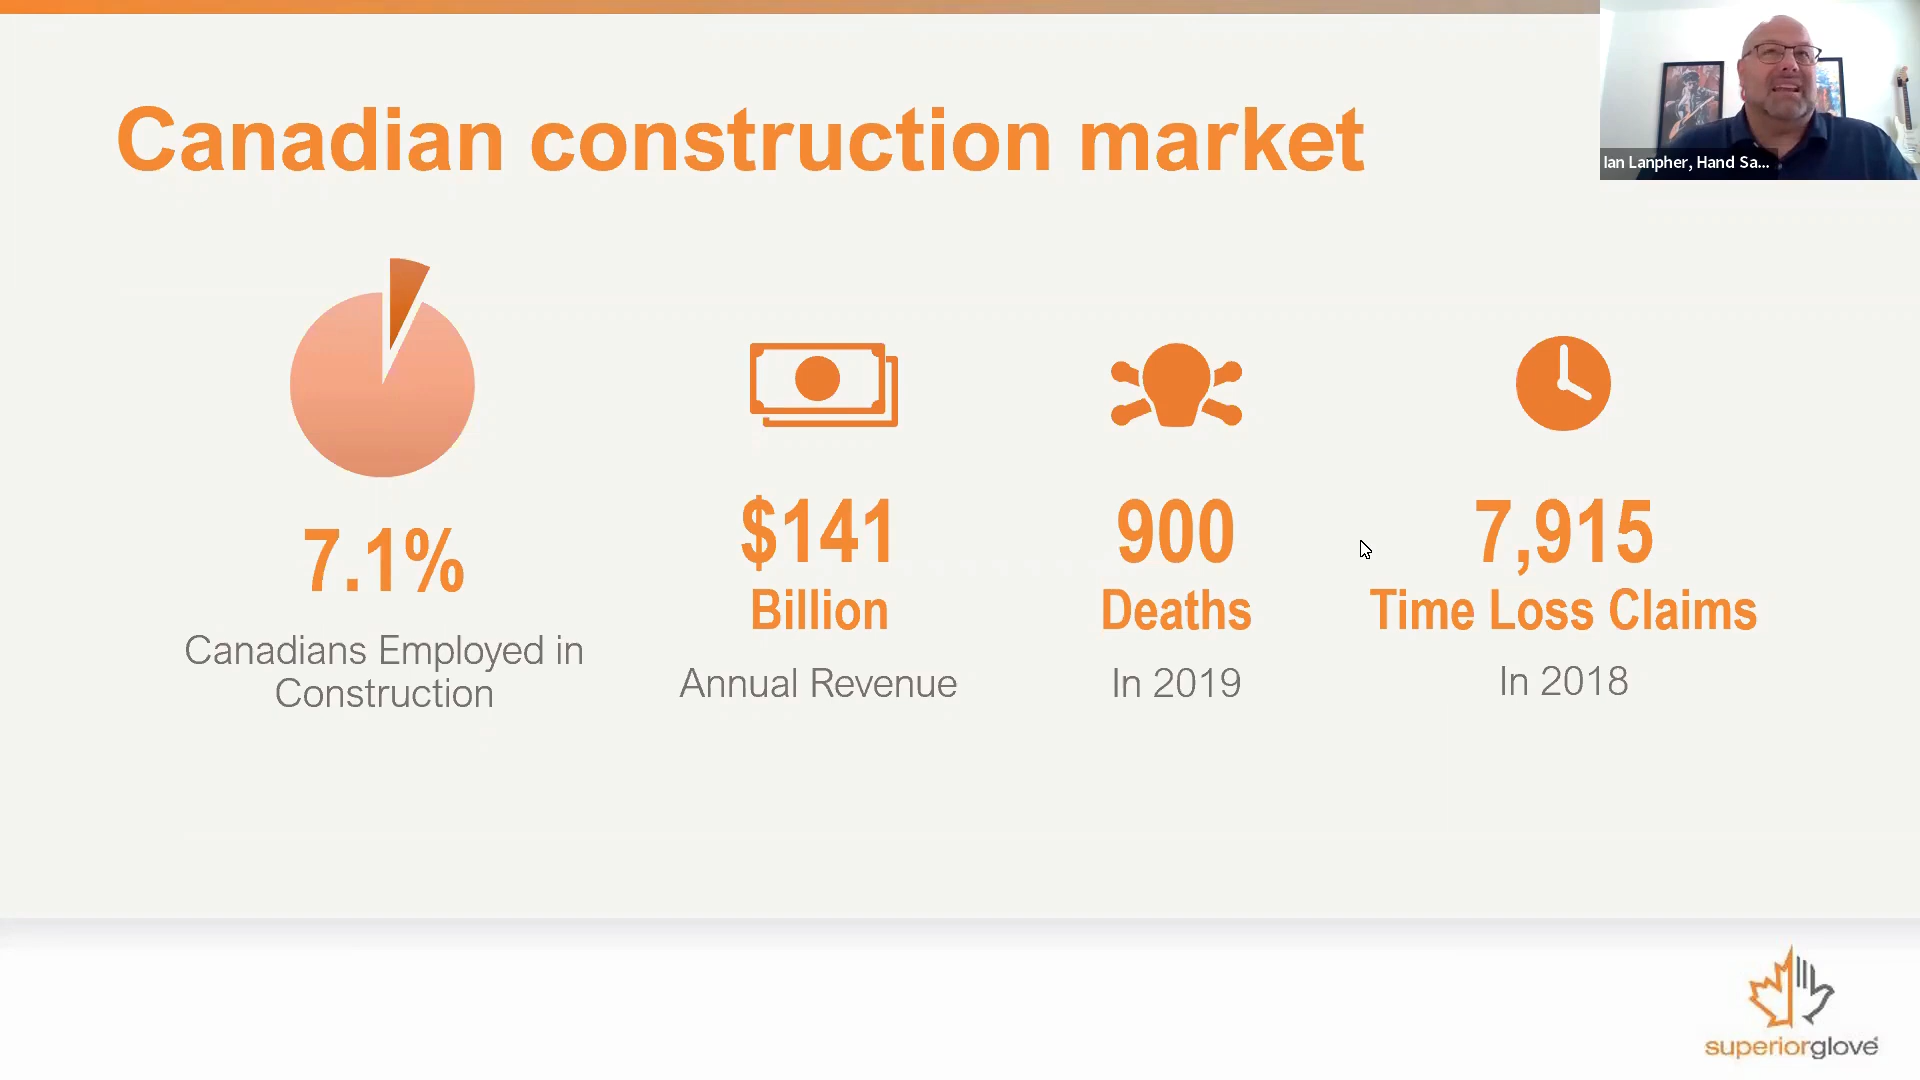 Canadian construction market
Ian Lanpher, Hand Sa...
7.1%
Canadians Employed in
Construction
$141
Billion
Annual Revenue
900
Deaths
In 2019
7,915
Time Loss Claims
In 2018
superiorglove